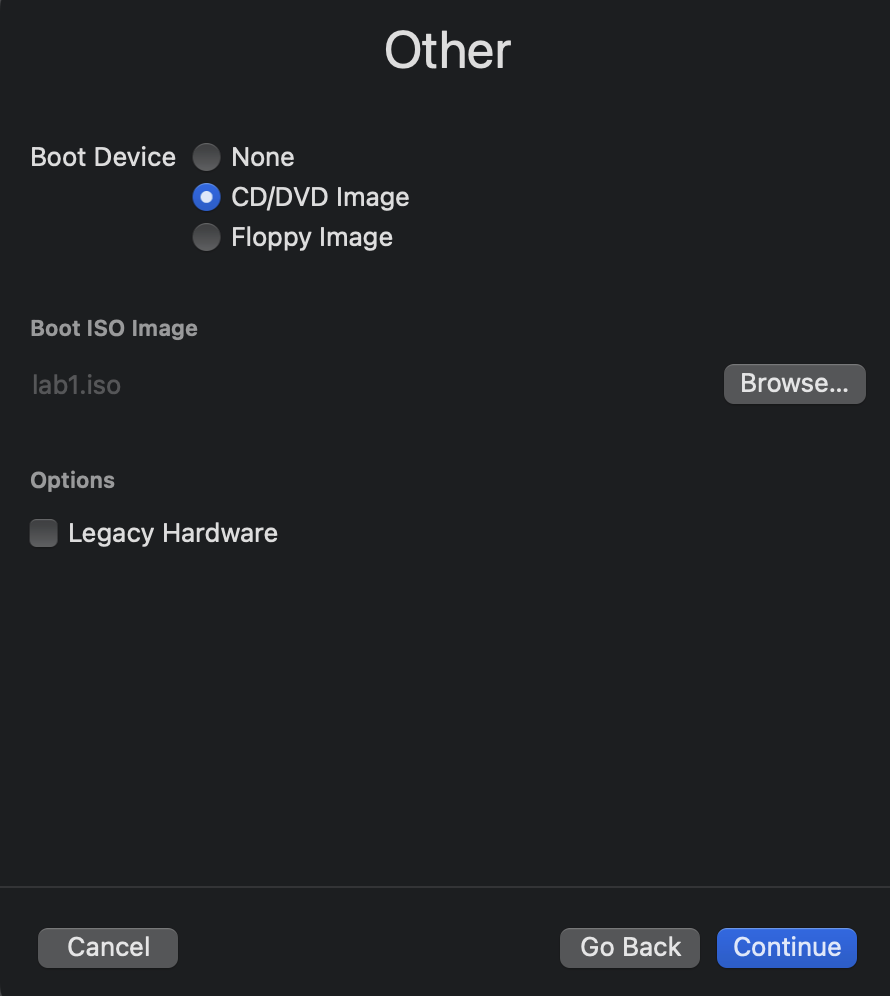 Other
Boot Device None
CD/DVD Image
Floppy Image
Boot ISO Image
lab1.iso Browse...
Options
Legacy Hardware
Cancel Go Back Continue